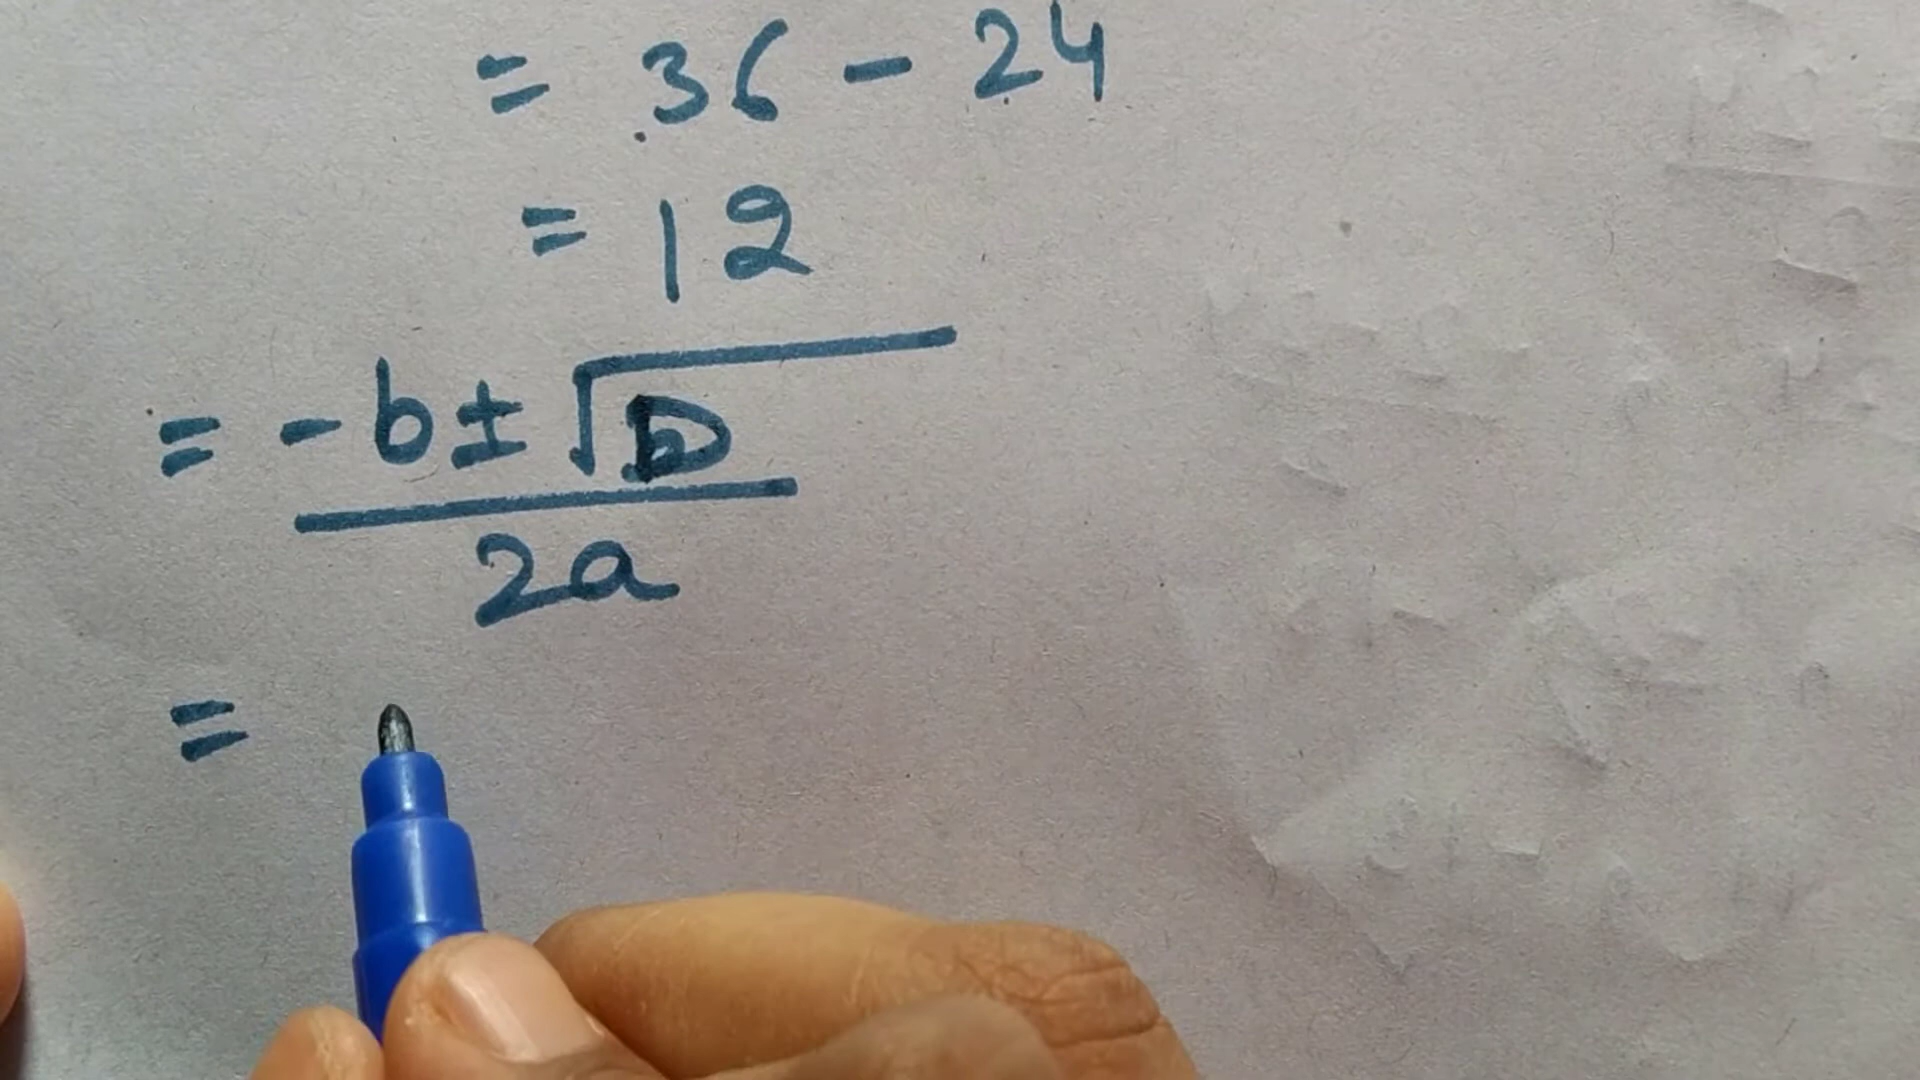 = 36 - 24
= 12
= -b ± √D
2a
=